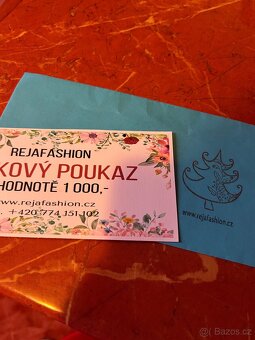 REJAFASHION
KOVÝ POUKAZ
HODNOTĚ 1 000,-
www.rejafashion.cz
+420 774 151 102
www.rejafashion.cz
© Bazos.cz